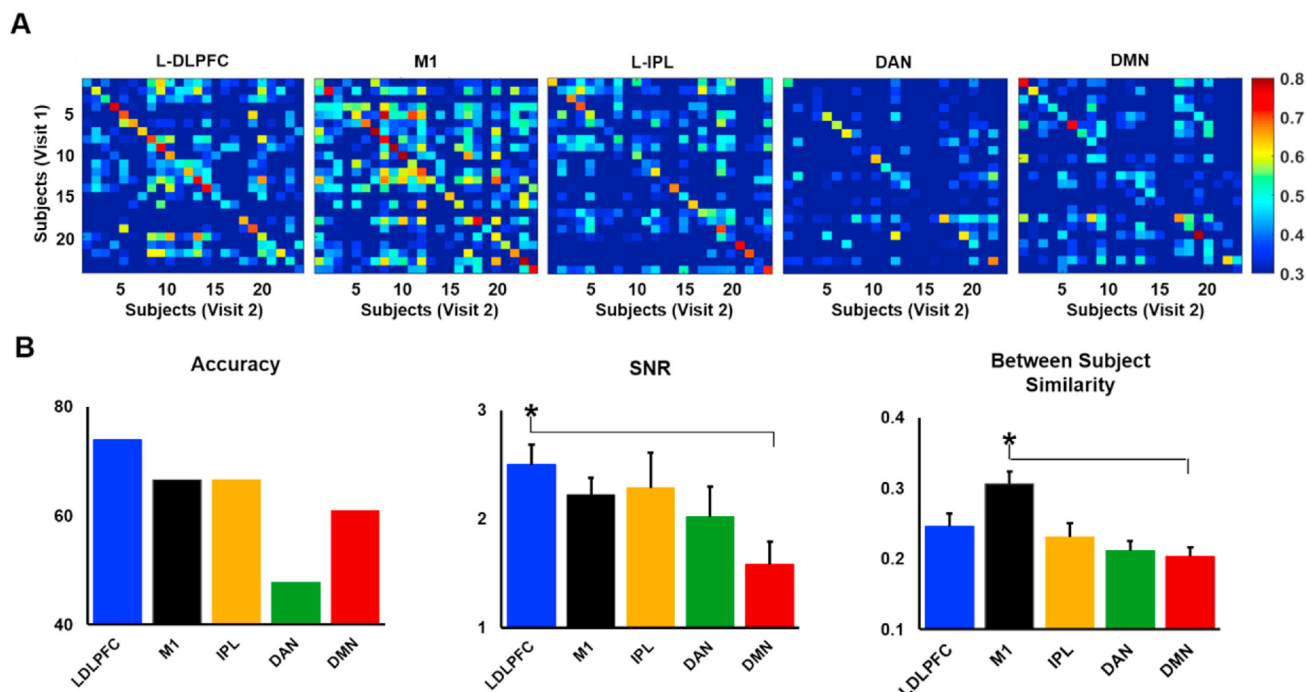 A
L-DLPFC M1 L-IPL DAN DMN
Subjects (Visit 1)
5
10
15
20
0.8
0.7
0.6
0.5
0.4
0.3
5 10 15 20 5 10 15 20 5 10 15 20 5 10 15 20 5 10 15 20
Subjects (Visit 2) Subjects (Visit 2) Subjects (Visit 2) Subjects (Visit 2) Subjects (Visit 2)
B
Accuracy
80
60
40
LDLPFC M1 IPL DAN DMN
SNR
3
2
1
*
LDLPFC M1 IPL DAN DMN
Between Subject
Similarity
0.4
0.3
0.2
0.1
*
LDLPFC M1 IPL DAN DMN